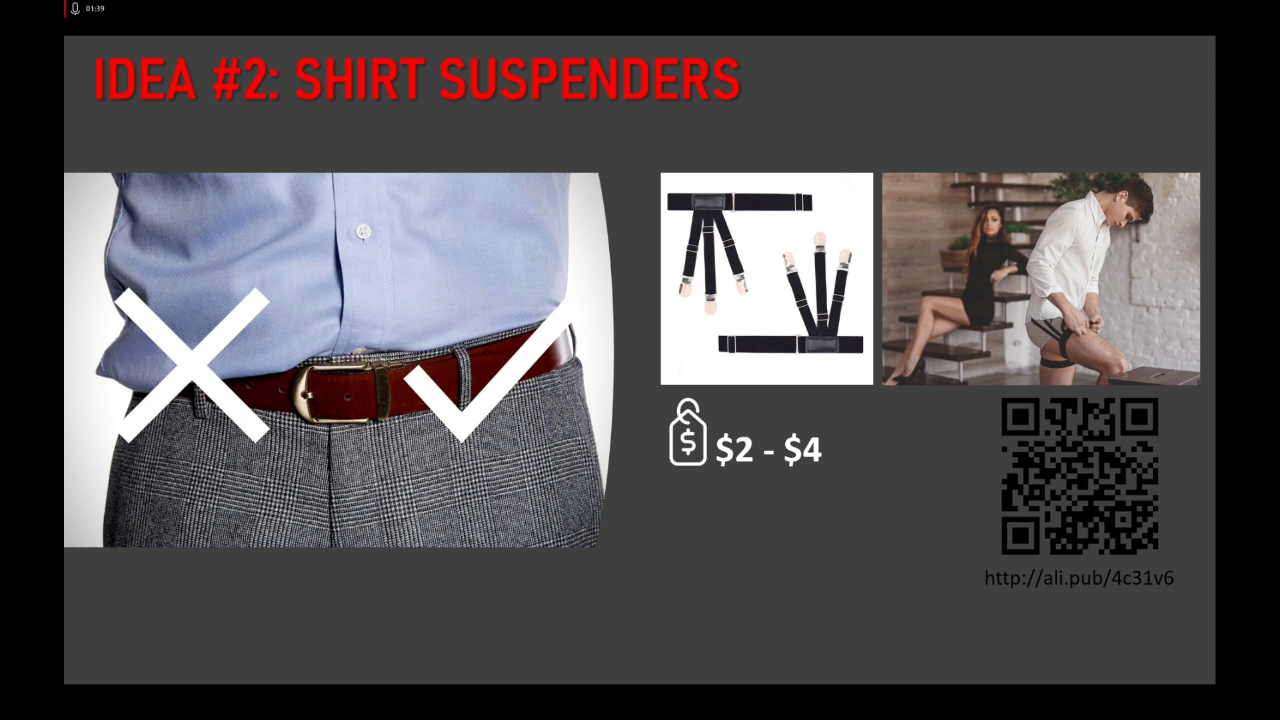 01:39
IDEA #2: SHIRT SUSPENDERS
$
$2 - $4
http://ali.pub/4c31v6